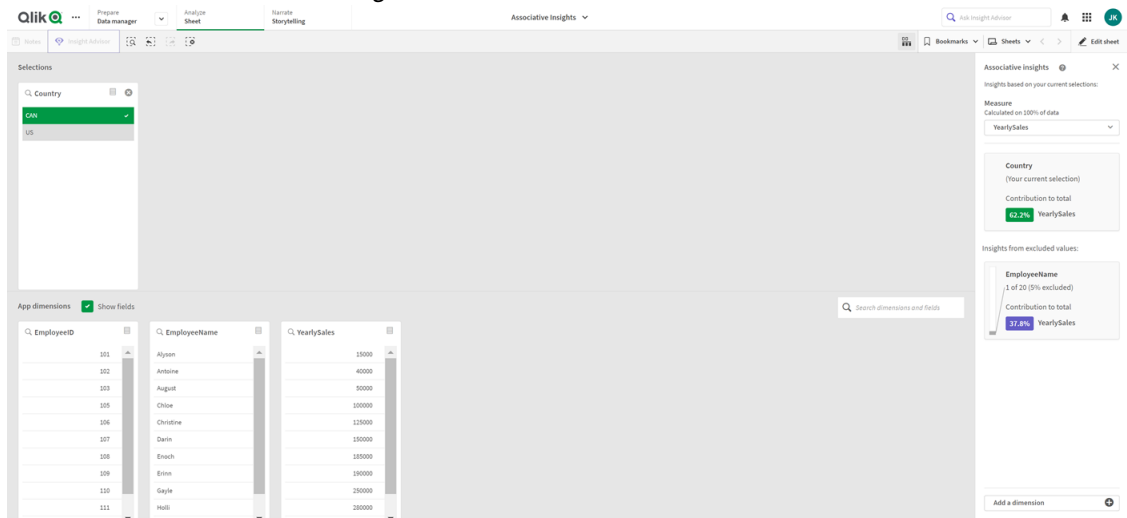 Qlik
Prepare
Data manager
Analyze
Sheet
Narrate
Storytelling
Associative Insights
Ask Insight Advisor
JK
Notes
Insight Advisor
Bookmarks
Sheets
Edit sheet
Selections
Country
CAN
US
Associative insights
Insights based on your current selections:
Measure
Calculated on 100% of data
YearlySales
Country
(Your current selection)
Contribution to total
62.2% YearlySales
Insights from excluded values:
EmployeeName
1 of 20 (5% excluded)
Contribution to total
37.8% YearlySales
Add a dimension
App dimensions
Show fields
Search dimensions and fields
EmployeeID
101
102
103
105
106
107
108
109
110
111
EmployeeName
Alyson
Antoine
August
Chloe
Christine
Darin
Enoch
Erinn
Gayle
Holli
YearlySales
15000
40000
50000
100000
125000
150000
185000
190000
250000
280000